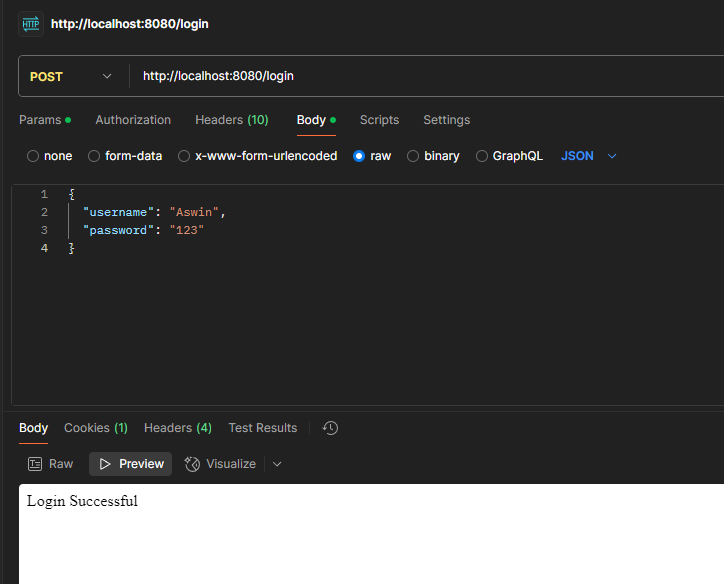 HTTP http://localhost:8080/login
POST http://localhost:8080/login
Params Authorization Headers (10) Body Scripts Settings
none form-data x-www-form-urlencoded raw binary GraphQL JSON
1 {
2 "username": "Aswin",
3 "password": "123"
4 }
Body Cookies (1) Headers (4) Test Results
Raw Preview Visualize
Login Successful